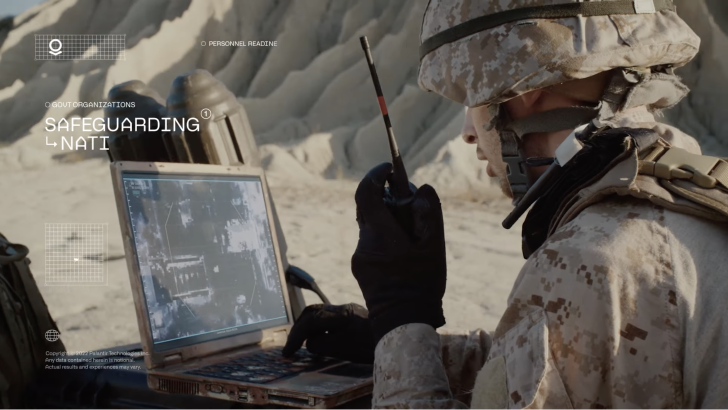 PERSONNEL READINE
GOVT ORGANIZATIONS
SAFEGUARDING 1
NATI
Copyright © 2022 Palantir Technologies Inc.
Any data contained herein is notional.
Actual results and experiences may vary.